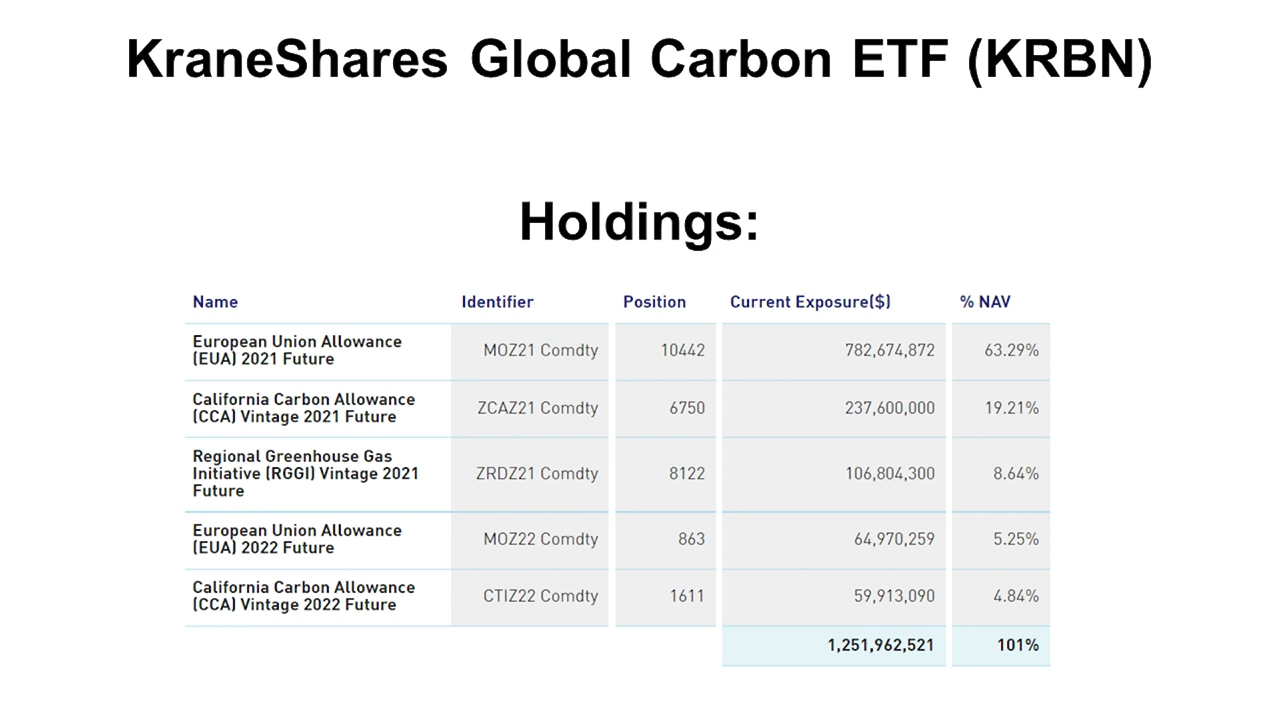 KraneShares Global Carbon ETF (KRBN)
Holdings:
Name Identifier Position Current Exposure($) % NAV
European Union Allowance
(EUA) 2021 Future MOZ21 Comdty 10442 782,674,872 63.29%
California Carbon Allowance
(CCA) Vintage 2021 Future ZCAZ21 Comdty 6750 237,600,000 19.21%
Regional Greenhouse Gas
Initiative (RGGI) Vintage 2021 ZRDZ21 Comdty 8122 106,804,300 8.64%
Future
European Union Allowance
(EUA) 2022 Future MOZ22 Comdty 863 64,970,259 5.25%
California Carbon Allowance
(CCA) Vintage 2022 Future CTIZ22 Comdty 1611 59,913,090 4.84%
1,251,962,521 101%